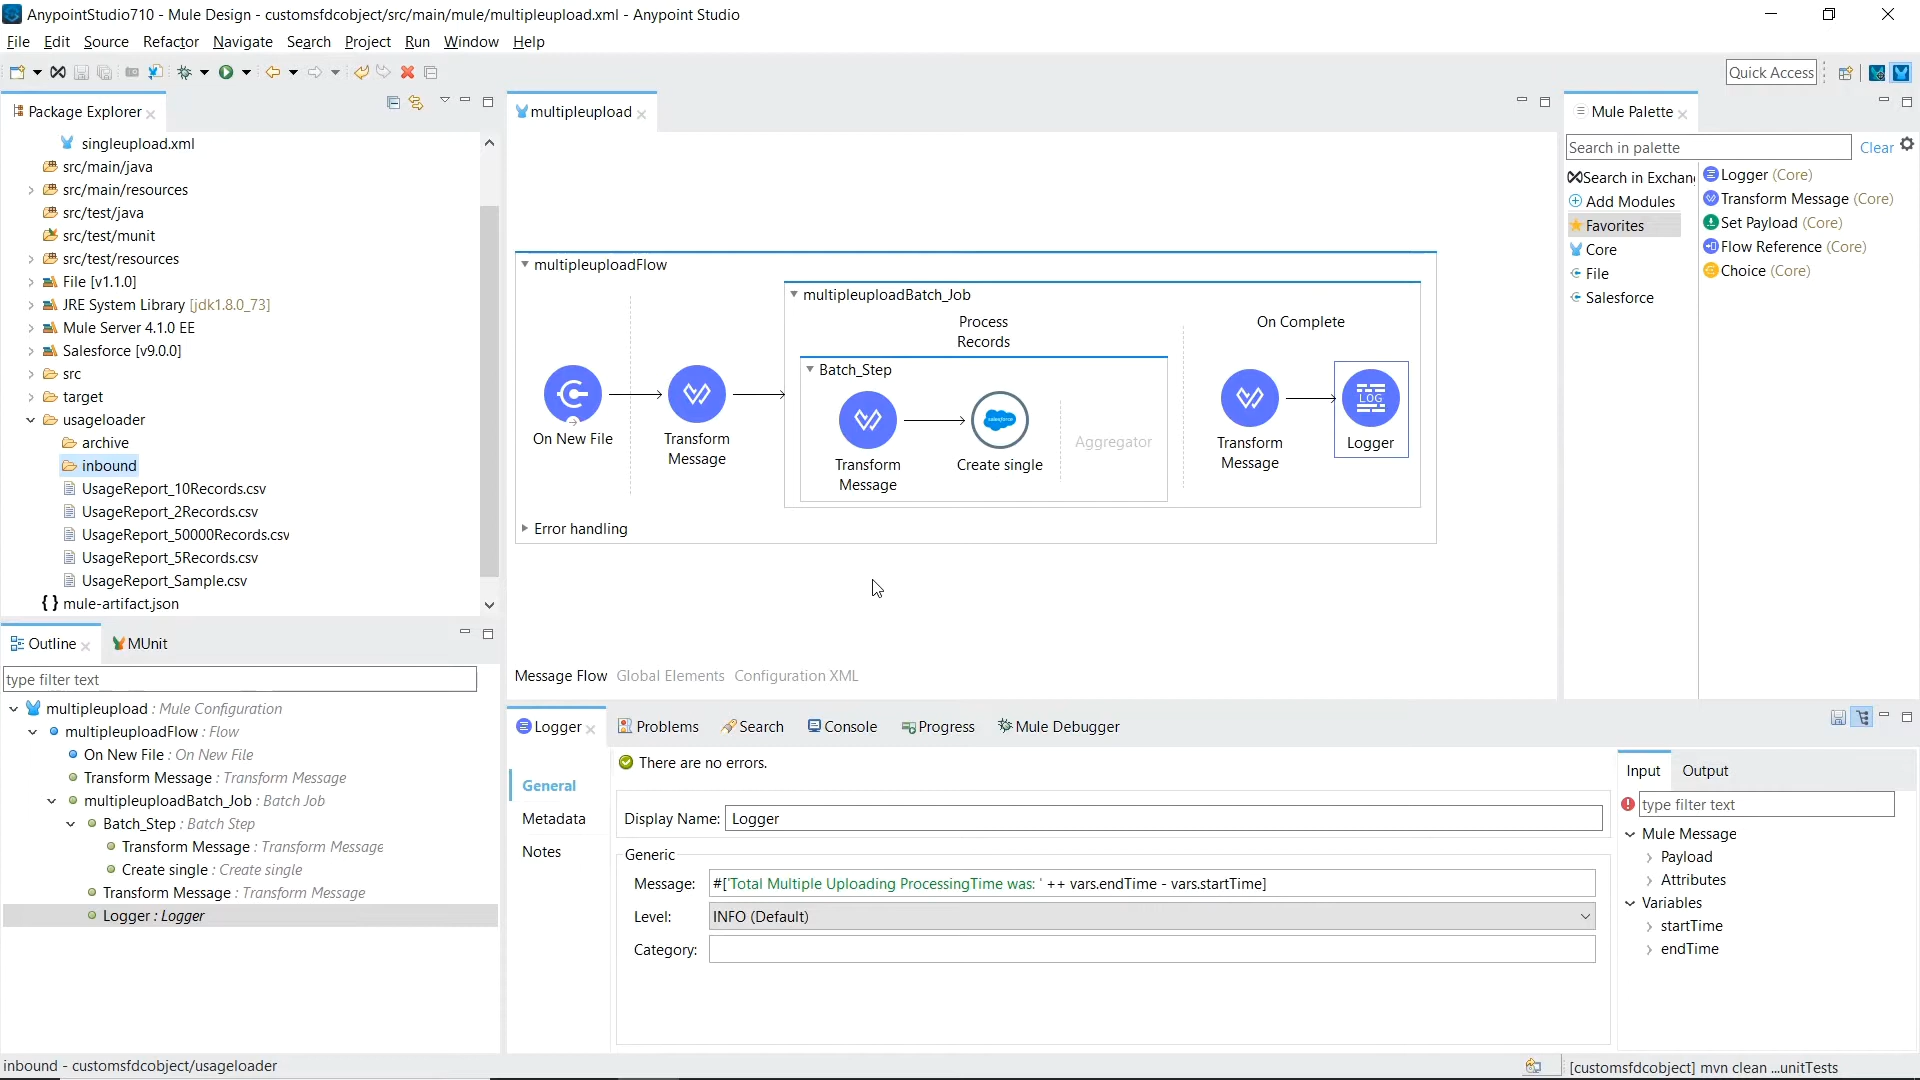 AnypointStudio710 - Mule Design - customsfdcobject/src/main/mule/multipleupload.xml - Anypoint Studio
File Edit Source Refactor Navigate Search Project Run Window Help
Quick Access
Package Explorer
singleupload.xml
src/main/java
src/main/resources
src/test/java
src/test/munit
src/test/resources
File [v1.1.0]
JRE System Library [jdk1.8.0_73]
Mule Server 4.1.0 EE
Salesforce [v9.0.0]
src
target
usageloader
archive
inbound
UsageReport_10Records.csv
UsageReport_2Records.csv
UsageReport_50000Records.csv
UsageReport_5Records.csv
UsageReport_Sample.csv
{} mule-artifact.json
Outline MUnit
type filter text
multipleupload : Mule Configuration
multipleuploadFlow : Flow
On New File : On New File
Transform Message : Transform Message
multipleuploadBatch_Job : Batch Job
Batch_Step : Batch Step
Transform Message : Transform Message
Create single : Create single
Transform Message : Transform Message
Logger : Logger
multipleupload
multipleuploadFlow
multipleuploadBatch_Job
Process
Records
On Complete
Batch_Step
On New File
Transform
Message
Transform
Message
salesforce
Create single
Aggregator
Transform
Message
LOG
Logger
Error handling
Message Flow Global Elements Configuration XML
Mule Palette
Search in palette
Clear
Search in Exchan
Add Modules
Favorites
Core
File
Salesforce
Logger (Core)
Transform Message (Core)
Set Payload (Core)
Flow Reference (Core)
Choice (Core)
Logger Problems Search Console Progress Mule Debugger
There are no errors.
General
Metadata
Notes
Display Name: Logger
Generic
Message: #['Total Multiple Uploading ProcessingTime was: ' ++ vars.endTime - vars.startTime]
Level: INFO (Default)
Category:
Input Output
type filter text
Mule Message
Payload
Attributes
Variables
startTime
endTime
inbound - customsfdcobject/usageloader
[customsfdcobject] mvn clean ...unitTests